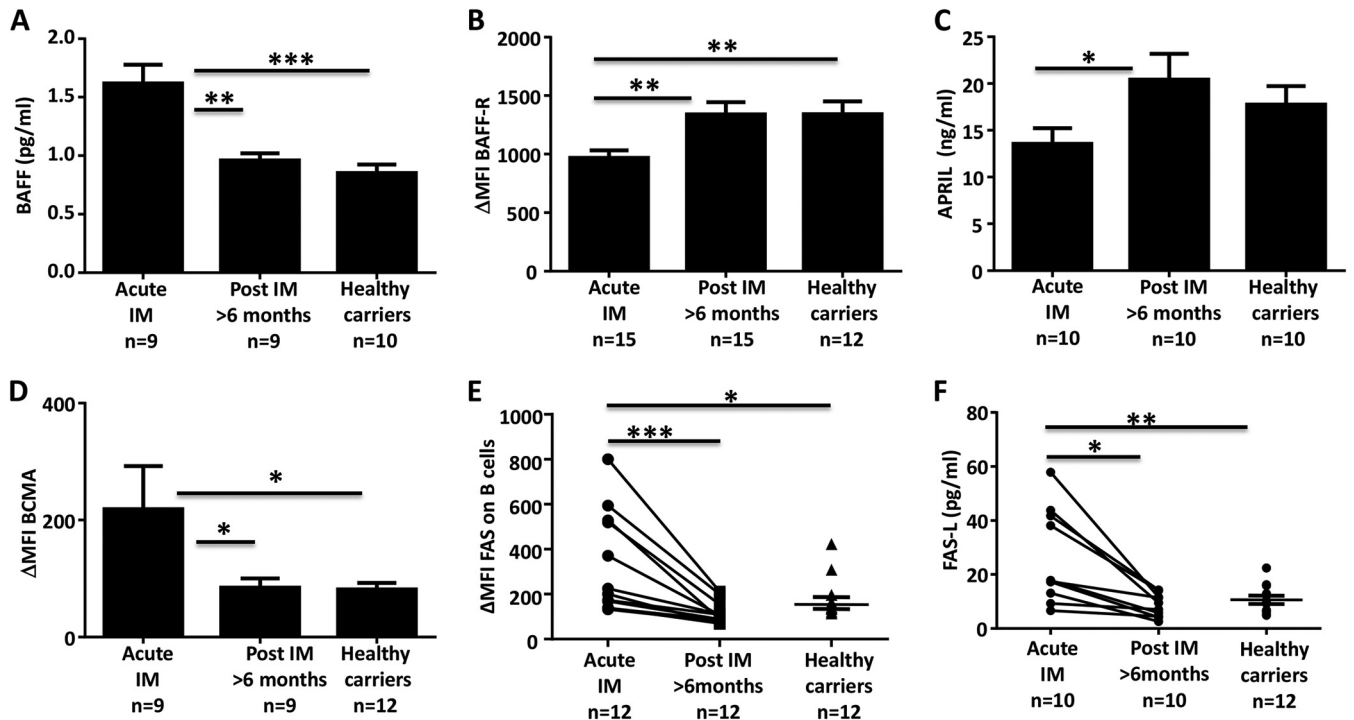 A
BAFF (pg/ml)
2.0
1.5
1.0
0.5
0.0
***
**
Acute
IM
n=9
Post IM
>6 months
n=9
Healthy
carriers
n=10
B
ΔMFI BAFF-R
2000
1500
1000
500
0
**
**
Acute
IM
n=15
Post IM
>6 months
n=15
Healthy
carriers
n=12
C
APRIL (ng/ml)
25
20
15
10
5
0
*
Acute
IM
n=10
Post IM
>6 months
n=10
Healthy
carriers
n=10
D
ΔMFI BCMA
400
200
0
*
*
Acute
IM
n=9
Post IM
>6 months
n=9
Healthy
carriers
n=12
E
ΔMFI FAS on B cells
1000
800
600
400
200
0
*
***
Acute
IM
n=12
Post IM
>6months
n=12
Healthy
carriers
n=12
F
FAS-L (pg/ml)
80
60
40
20
0
**
*
Acute
IM
n=10
Post IM
>6months
n=10
Healthy
carriers
n=12